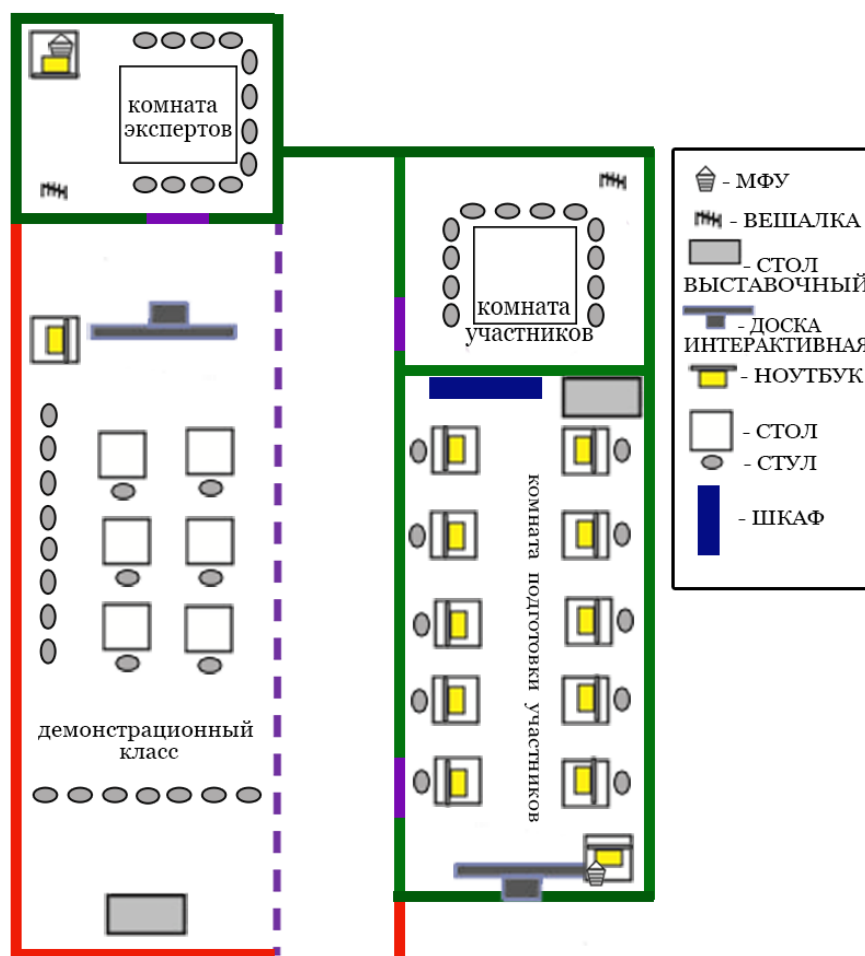 комната
экспертов
комната
участников
комната подготовки участников
демонстрационный
класс
- МФУ
- ВЕШАЛКА
- СТОЛ
ВЫСТАВОЧНЫЙ
- ДОСКА
ИНТЕРАКТИВНАЯ
- НОУТБУК
- СТОЛ
- СТУЛ
- ШКАФ